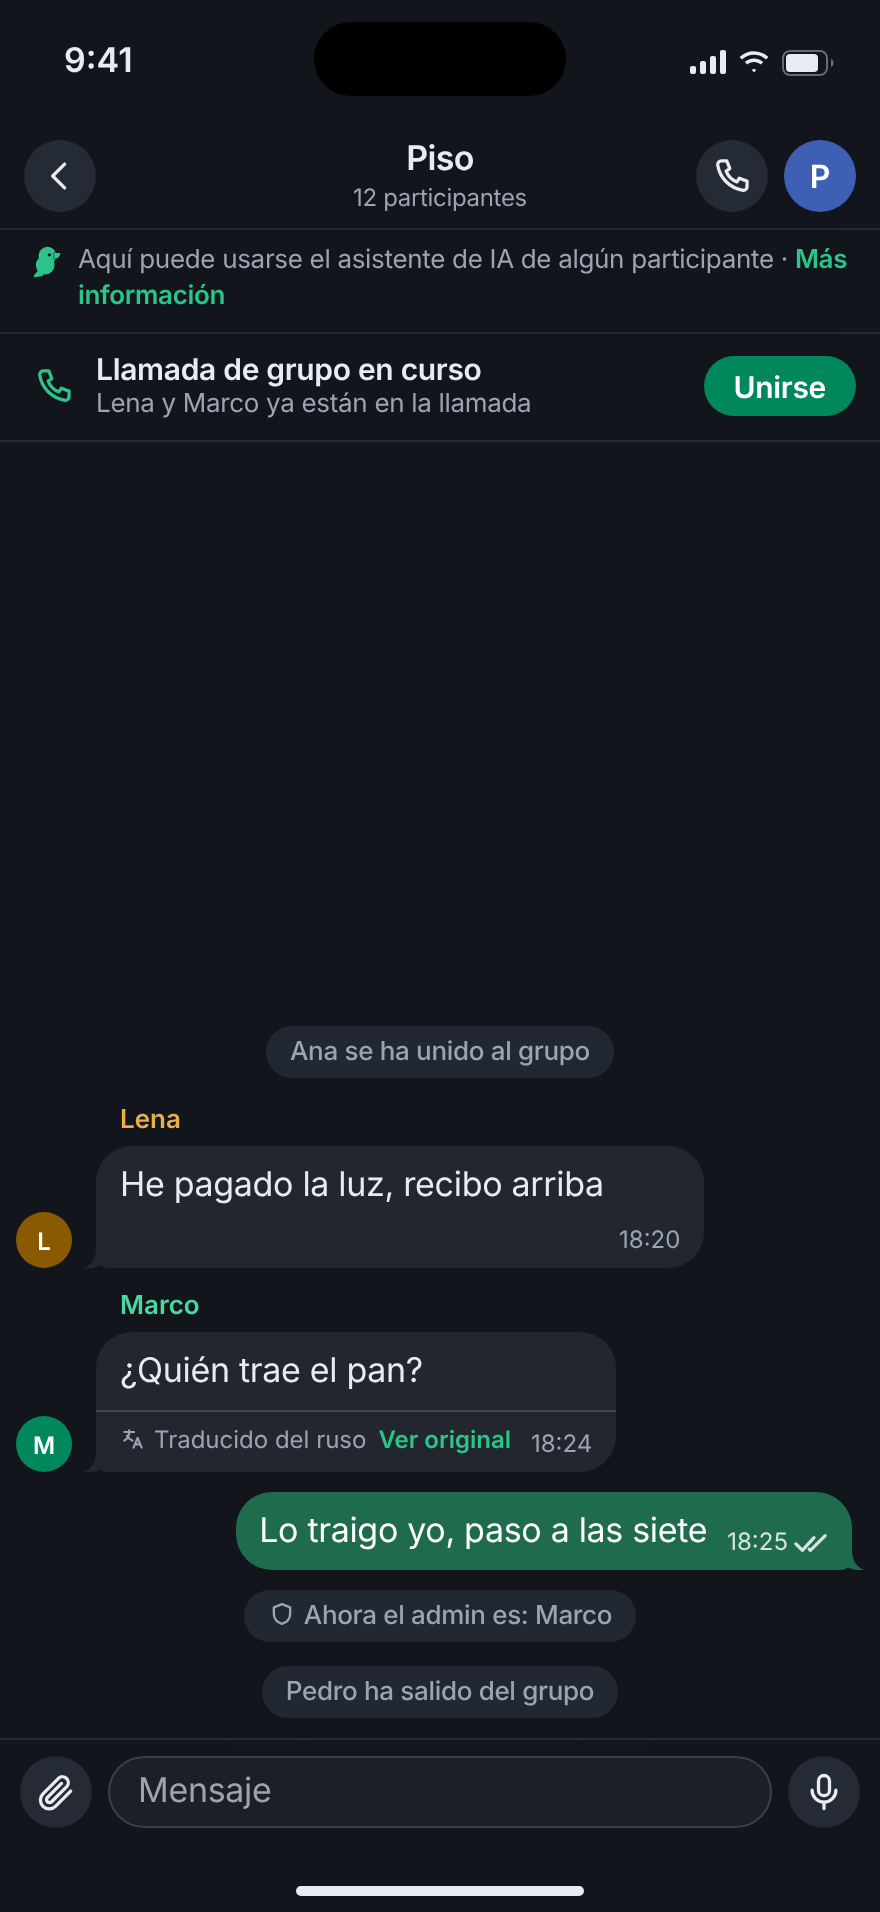 9:41
Piso
12 participantes
P
Aquí puede usarse el asistente de IA de algún participante · Más
información
Llamada de grupo en curso
Lena y Marco ya están en la llamada
Unirse
Ana se ha unido al grupo
Lena
He pagado la luz, recibo arriba
18:20
L
Marco
¿Quién trae el pan?
Traducido del ruso Ver original 18:24
M
Lo traigo yo, paso a las siete 18:25
Ahora el admin es: Marco
Pedro ha salido del grupo
Mensaje